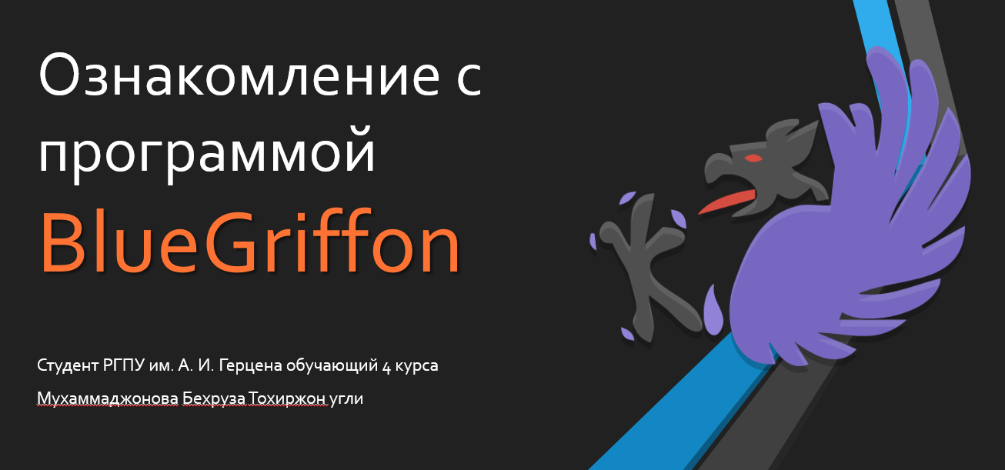 Ознакомление с
программой
BlueGriffon
Студент РГПУ им. А. И. Герцена обучающий 4 курса
Мухаммаджонова Бехруза Тохиржон угли